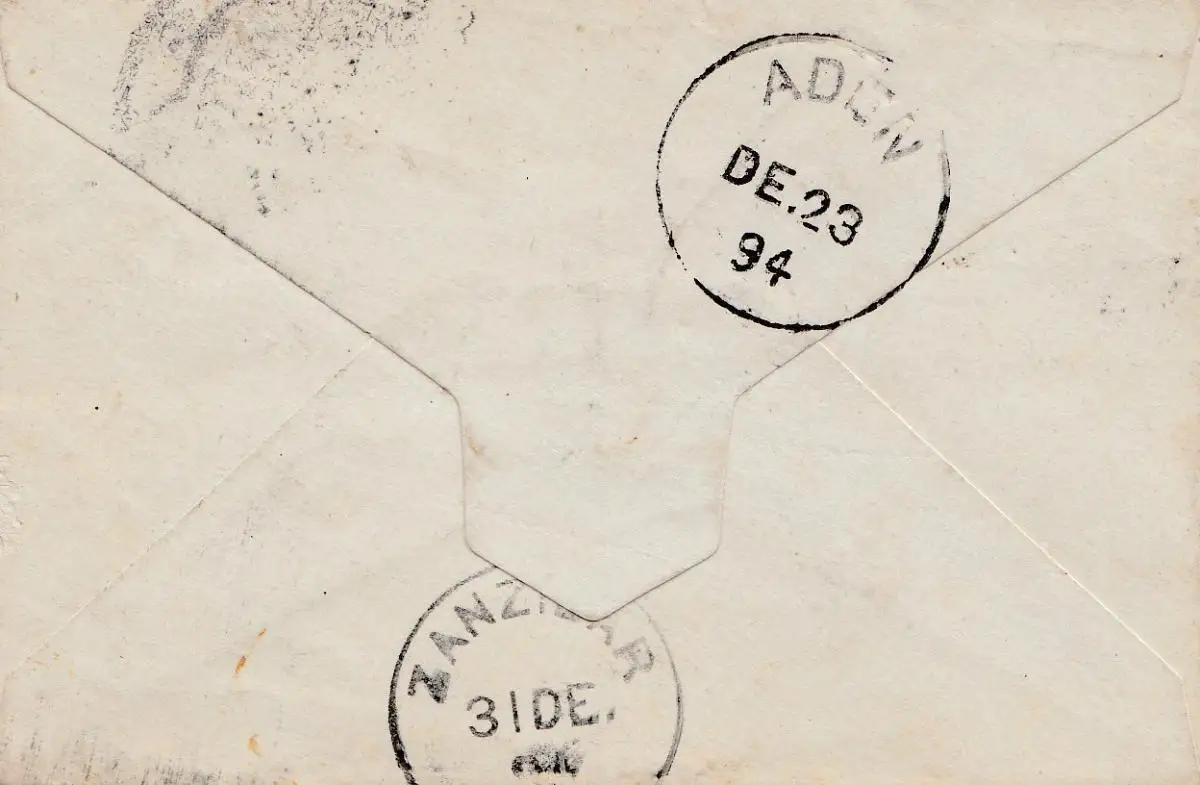 ADEN
DE.23
94
ZANZIBAR
31DE.